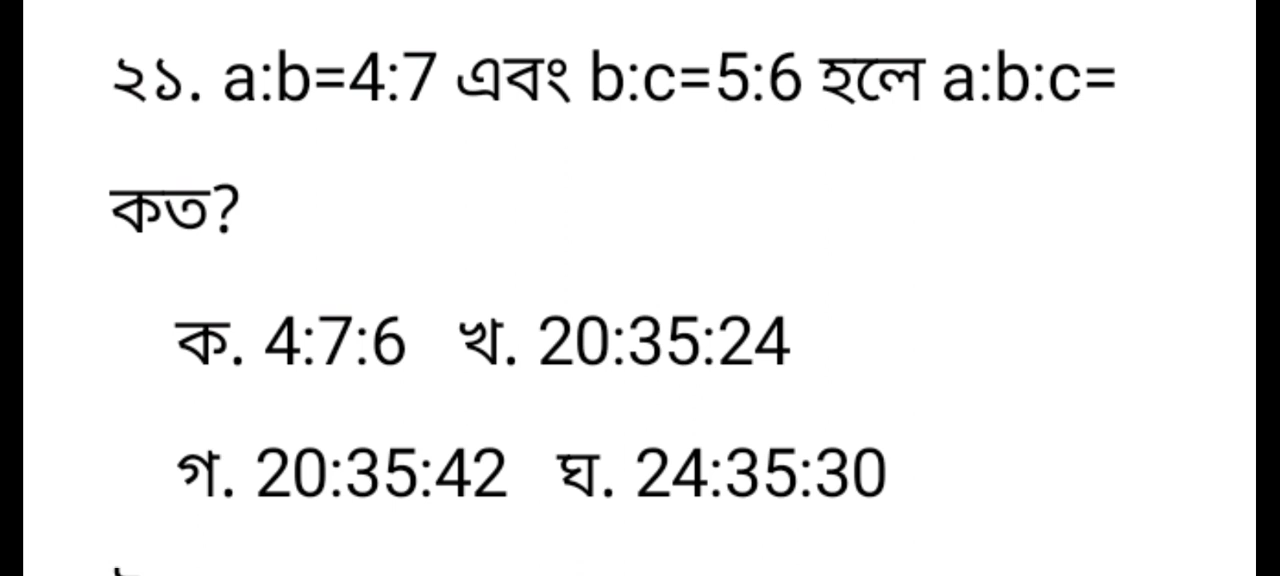 ২১. a:b=4:7 এবং b:c=5:6 হলে a:b:c=
কত?
ক. 4:7:6 খ. 20:35:24
গ. 20:35:42 ঘ. 24:35:30